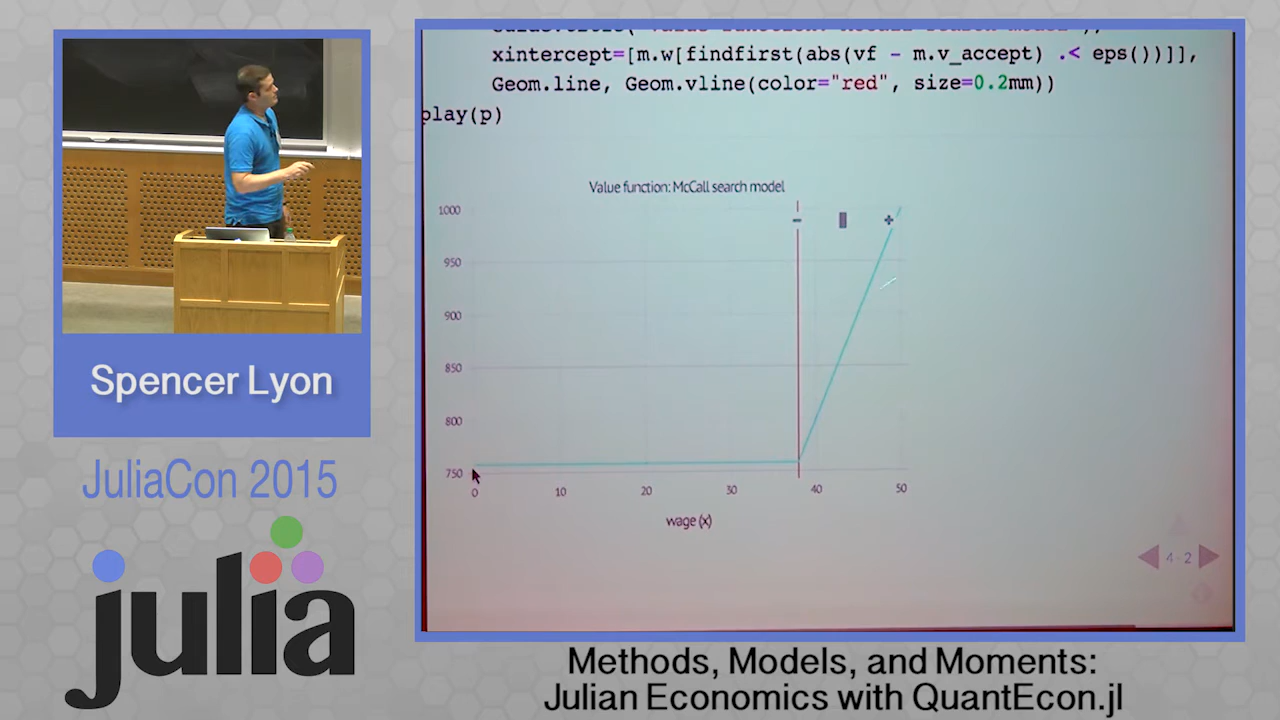 xintercept=[m.w[findfirst(abs(vf - m.v_accept) .< eps())]],
Geom.line, Geom.vline(color="red", size=0.2mm))
play(p)
Value function: McCall search model
1000
950
900
850
800
750
0 10 20 30 40 50
wage (x)
4 - 2
Spencer Lyon
JuliaCon 2015
julia
Methods, Models, and Moments:
Julian Economics with QuantEcon.jl